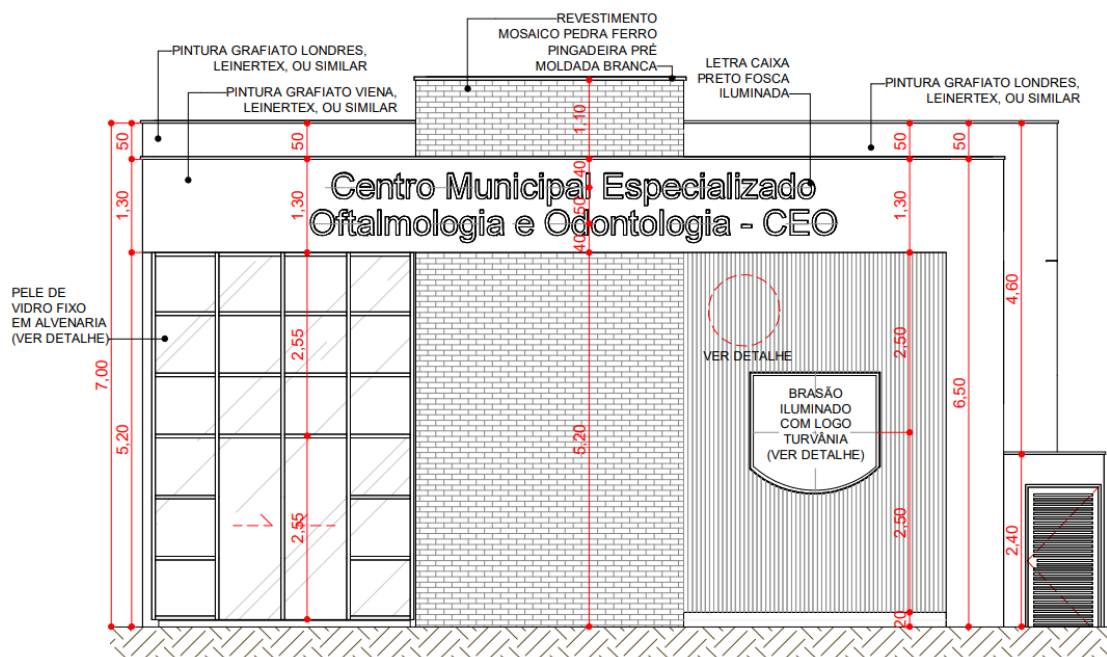 REVESTIMENTO
MOSAICO PEDRA FERRO
PINGADEIRA PRÉ
MOLDADA BRANCA
PINTURA GRAFIATO LONDRES,
LEINERTEX, OU SIMILAR
PINTURA GRAFIATO VIENA,
LEINERTEX, OU SIMILAR
LETRA CAIXA
PRETO FOSCA
ILUMINADA
PINTURA GRAFIATO LONDRES,
LEINERTEX, OU SIMILAR
50
50
1,10
50
50
1,30
1,30
40
50
40
1,30
Centro Municipal Especializado
Oftalmologia e Odontologia - CEO
PELE DE
VIDRO FIXO
EM ALVENARIA
(VER DETALHE)
7,00
5,20
2,55
2,55
5,20
VER DETALHE
BRASÃO
ILUMINADO
COM LOGO
TURVÂNIA
(VER DETALHE)
2,50
2,50
20
6,50
4,60
2,40